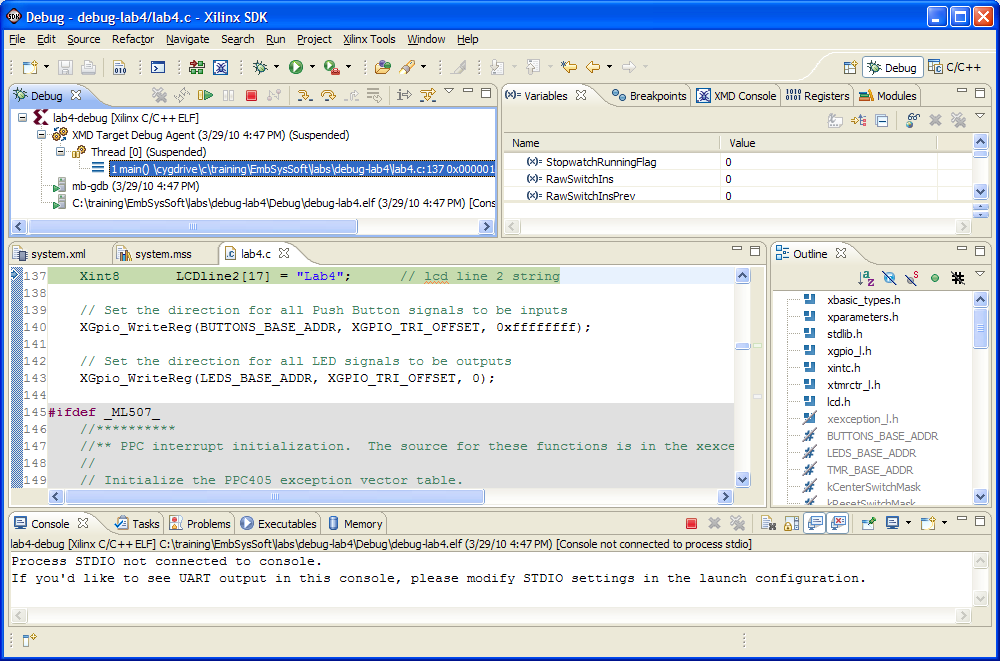 Debug - debug-lab4/lab4.c - Xilinx SDK
File Edit Source Refactor Navigate Search Run Project Xilinx Tools Window Help
Debug C/C++
Debug
lab4-debug [Xilinx C/C++ ELF]
XMD Target Debug Agent (3/29/10 4:47 PM) (Suspended)
Thread [0] (Suspended)
1 main() \cygdrive\c\training\EmbSysSoft\labs\debug-lab4\lab4.c:137 0x000001
mb-gdb (3/29/10 4:47 PM)
C:\training\EmbSysSoft\labs\debug-lab4\Debug\debug-lab4.elf (3/29/10 4:47 PM) [Cons
(x)= Variables Breakpoints XMD Console Registers Modules
Name Value
(x)= StopwatchRunningFlag 0
(x)= RawSwitchIns 0
(x)= RawSwitchInsPrev 0
system.xml system.mss lab4.c
137 Xint8 LCDline2[17] = "Lab4"; // lcd line 2 string
138
139 // Set the direction for all Push Button signals to be inputs
140 XGpio_WriteReg(BUTTONS_BASE_ADDR, XGPIO_TRI_OFFSET, 0xffffffff);
141
142 // Set the direction for all LED signals to be outputs
143 XGpio_WriteReg(LEDS_BASE_ADDR, XGPIO_TRI_OFFSET, 0);
144
145 #ifdef _ML507_
146 //**********
147 //** PPC interrupt initialization. The source for these functions is in the xexce
148 //
149 // Initialize the PPC405 exception vector table.
Outline
xbasic_types.h
xparameters.h
stdlib.h
xgpio_l.h
xintc.h
xtmrctr_l.h
lcd.h
xexception_l.h
BUTTONS_BASE_ADDR
LEDS_BASE_ADDR
TMR_BASE_ADDR
kCenterSwitchMask
kResetSwitchMask
Console Tasks Problems Executables Memory
lab4-debug [Xilinx C/C++ ELF] C:\training\EmbSysSoft\labs\debug-lab4\Debug\debug-lab4.elf (3/29/10 4:47 PM) [Console not connected to process stdio]
Process STDIO not connected to console.
If you'd like to see UART output in this console, please modify STDIO settings in the launch configuration.